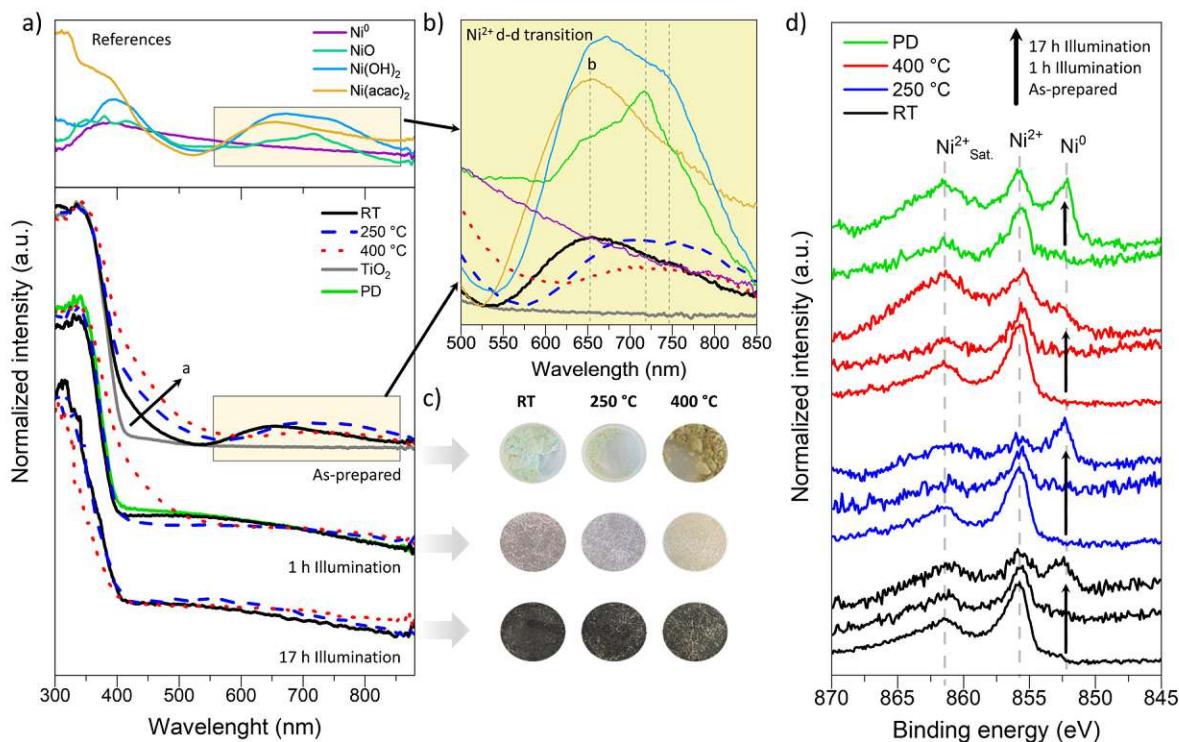 a)
References
Ni⁰
NiO
Ni(OH)₂
Ni(acac)₂
RT
250 °C
400 °C
TiO₂
PD
a
As-prepared
1 h Illumination
17 h Illumination
Normalized intensity (a.u.)
300 400 500 600 700 800
Wavelenght (nm)
b)
Ni²⁺ d-d transition
b
500 550 600 650 700 750 800 850
Wavelength (nm)
c)
RT 250 °C 400 °C
d)
PD
400 °C
250 °C
RT
17 h Illumination
1 h Illumination
As-prepared
Ni²⁺ Sat. Ni²⁺ Ni⁰
Normalized intensity (a.u.)
870 865 860 855 850 845
Binding energy (eV)